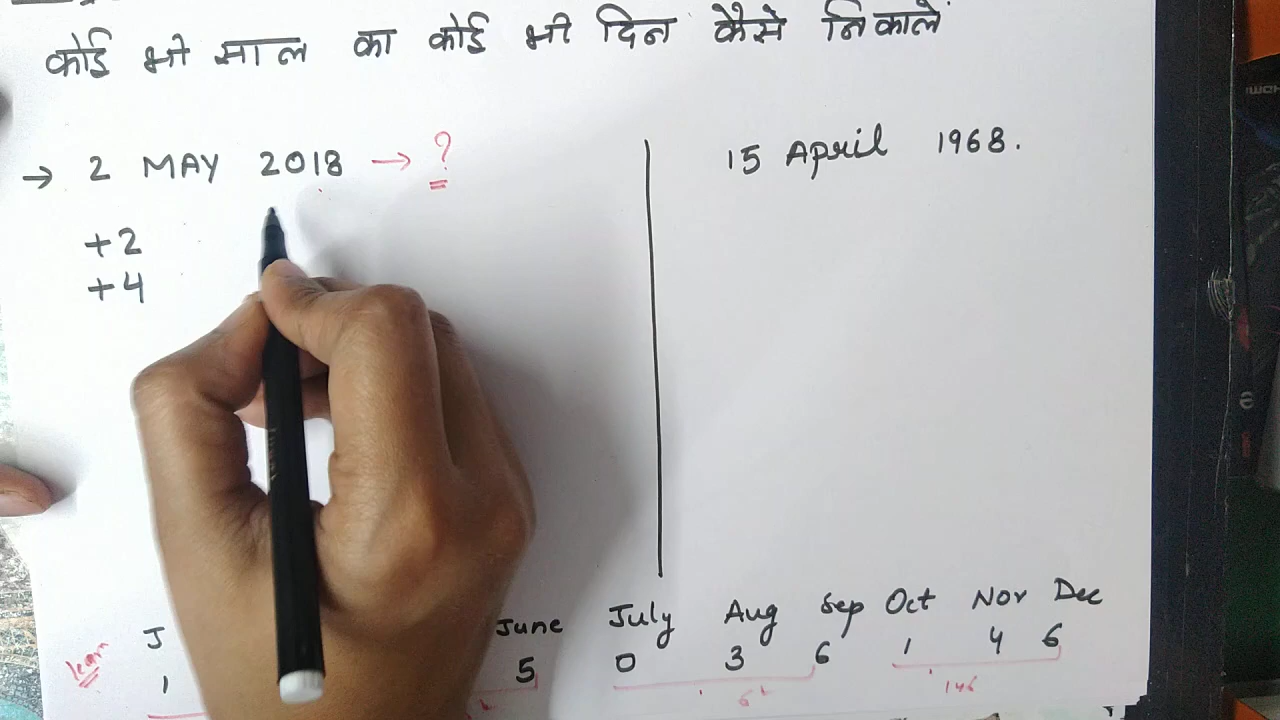 कोई भी साल का कोई भी दिन कैसे निकालें
→ 2 MAY 2018 → ?
15 April 1968.
+2
+4
J June July Aug Sep Oct Nov Dec
learn
1 5 0 3 6 1 4 6
146